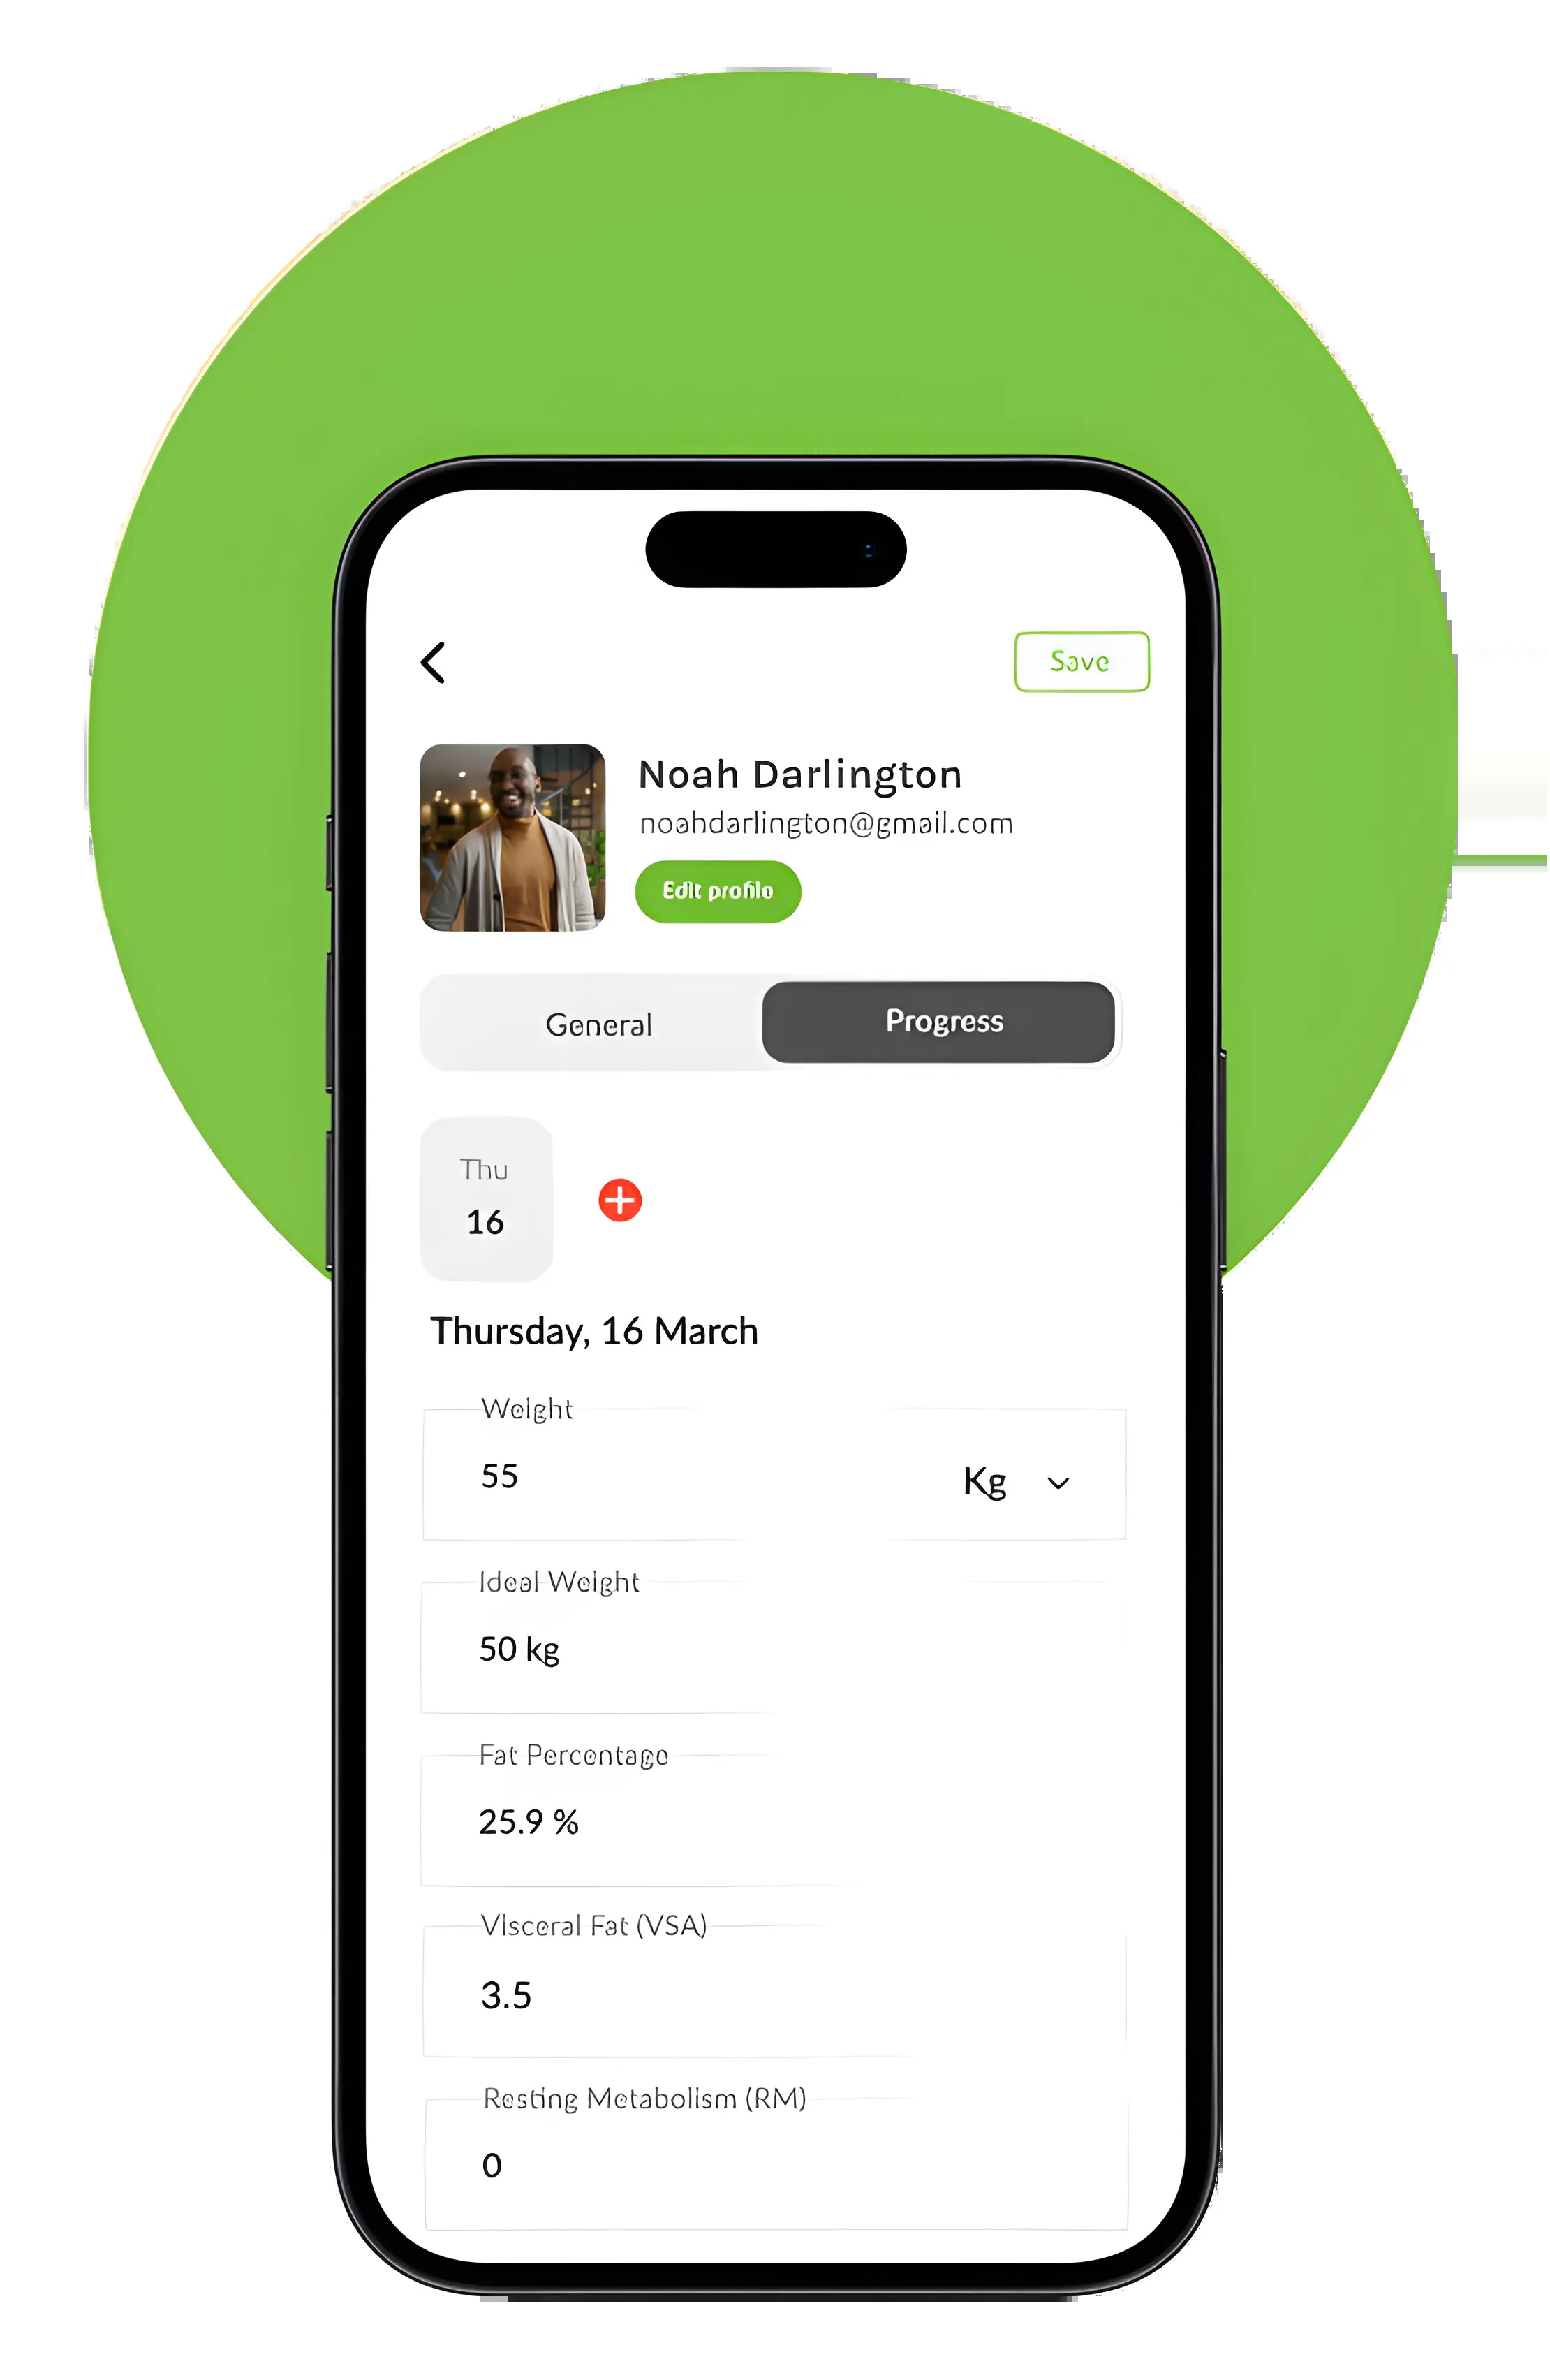 Save
Noah Darlington
noahdarlington@gmail.com
Edit profile
General
Progress
Thu
16
Thursday, 16 March
Weight
55
Kg
Ideal Weight
50 kg
Fat Percentage
25.9 %
Visceral Fat (VSA)
3.5
Resting Metabolism (RM)
0